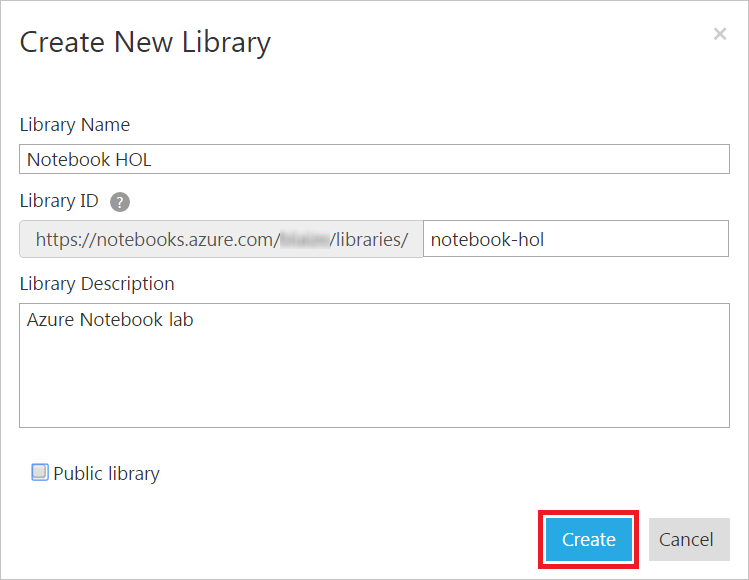 Create New Library
×
Library Name
Notebook HOL
Library ID ?
https://notebooks.azure.com/ /libraries/ notebook-hol
Library Description
Azure Notebook lab
Public library
Create Cancel